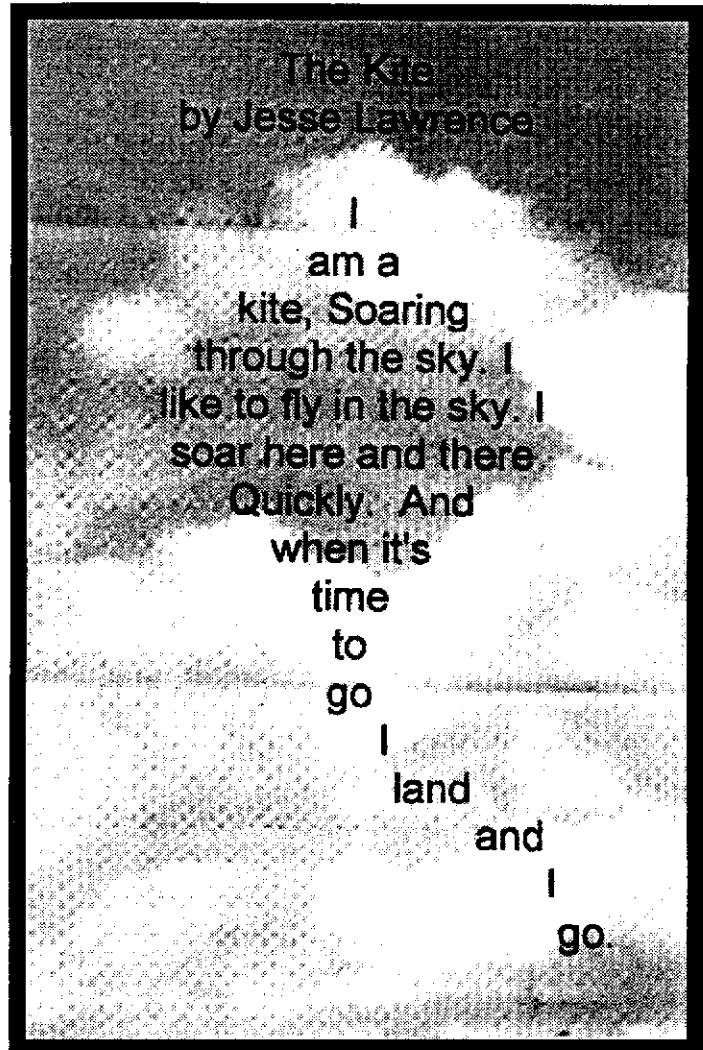 The Kite
by Jesse Lawrence
I
am a
kite, Soaring
through the sky. I
like to fly in the sky. I
soar here and there
Quickly.  And
when it's
time
to
go
I
land
and
I
go.